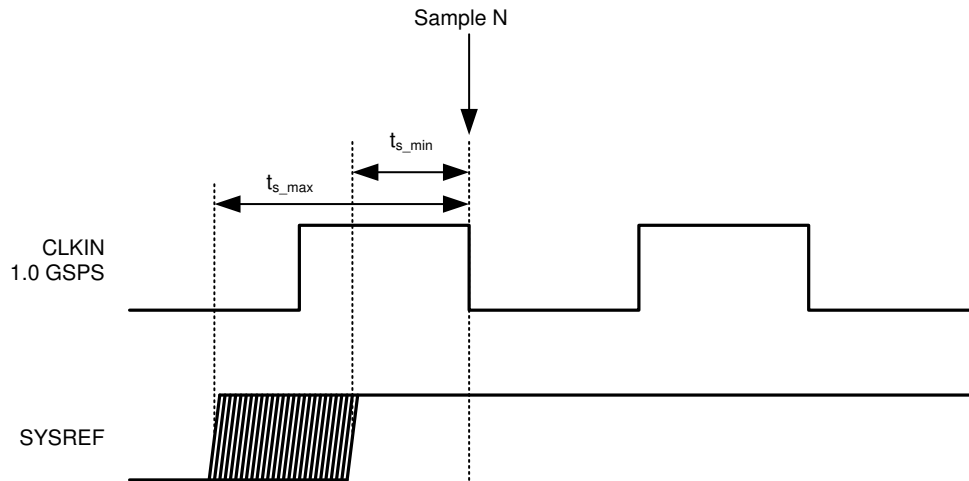 Sample N
t_s_min
t_s_max
CLKIN
1.0 GSPS
SYSREF